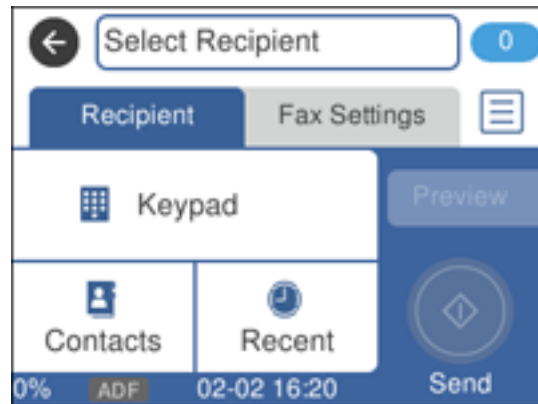 Select Recipient 0
Recipient Fax Settings
Keypad Preview
Contacts Recent
Send
0% ADF 02-02 16:20